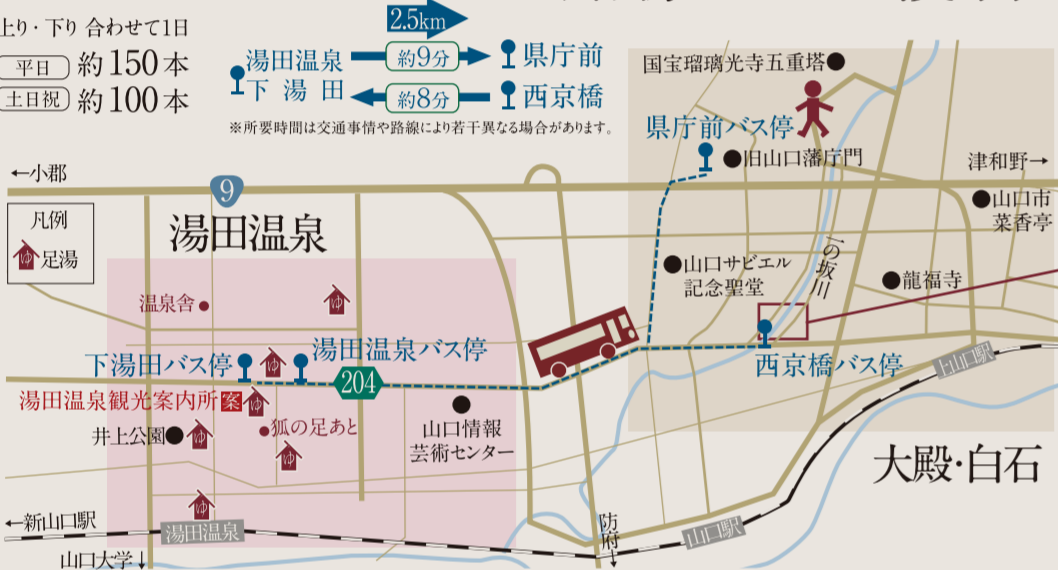 上り・下り 合わせて1日
平日 約150本
土日祝 約100本
2.5km
湯田温泉
下湯田
約9分
県庁前
約8分
西京橋
※所要時間は交通事情や路線により若干異なる場合があります。
国宝瑠璃光寺五重塔
県庁前バス停
旧山口藩庁門
津和野→
←小郡
9
凡例
ゆ 足湯
湯田温泉
山口市
菜香亭
一の坂川
山口サビエル
記念聖堂
龍福寺
温泉舎
ゆ
下湯田バス停
ゆ
湯田温泉バス停
204
西京橋バス停
上山口駅
湯田温泉観光案内所 案
ゆ
井上公園
ゆ
狐の足あと
ゆ
山口情報
芸術センター
大殿・白石
ゆ
←新山口駅
湯田温泉
山口大学↓
防府↓
山口駅